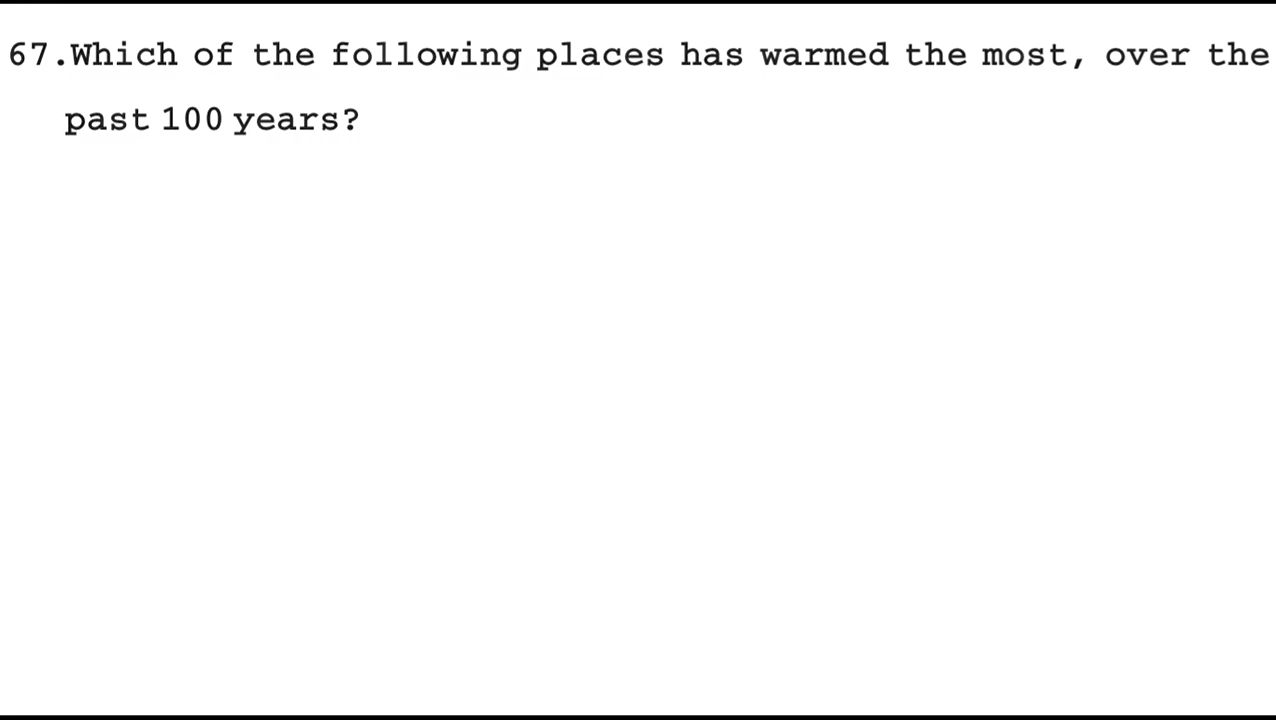 67.Which of the following places has warmed the most, over the
past 100 years?